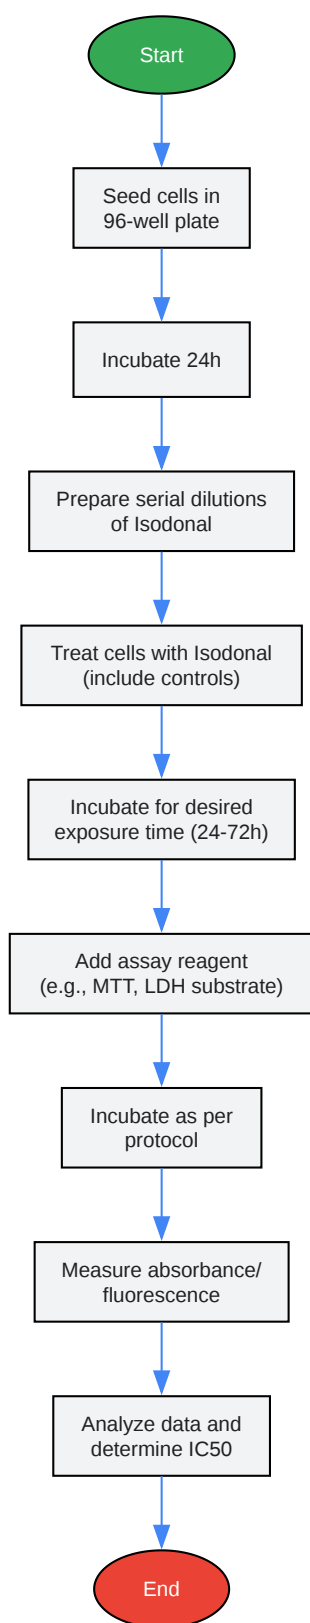 Start
Seed cells in
96-well plate
Incubate 24h
Prepare serial dilutions
of Isodonal
Treat cells with Isodonal
(include controls)
Incubate for desired
exposure time (24-72h)
Add assay reagent
(e.g., MTT, LDH substrate)
Incubate as per
protocol
Measure absorbance/
fluorescence
Analyze data and
determine IC50
End